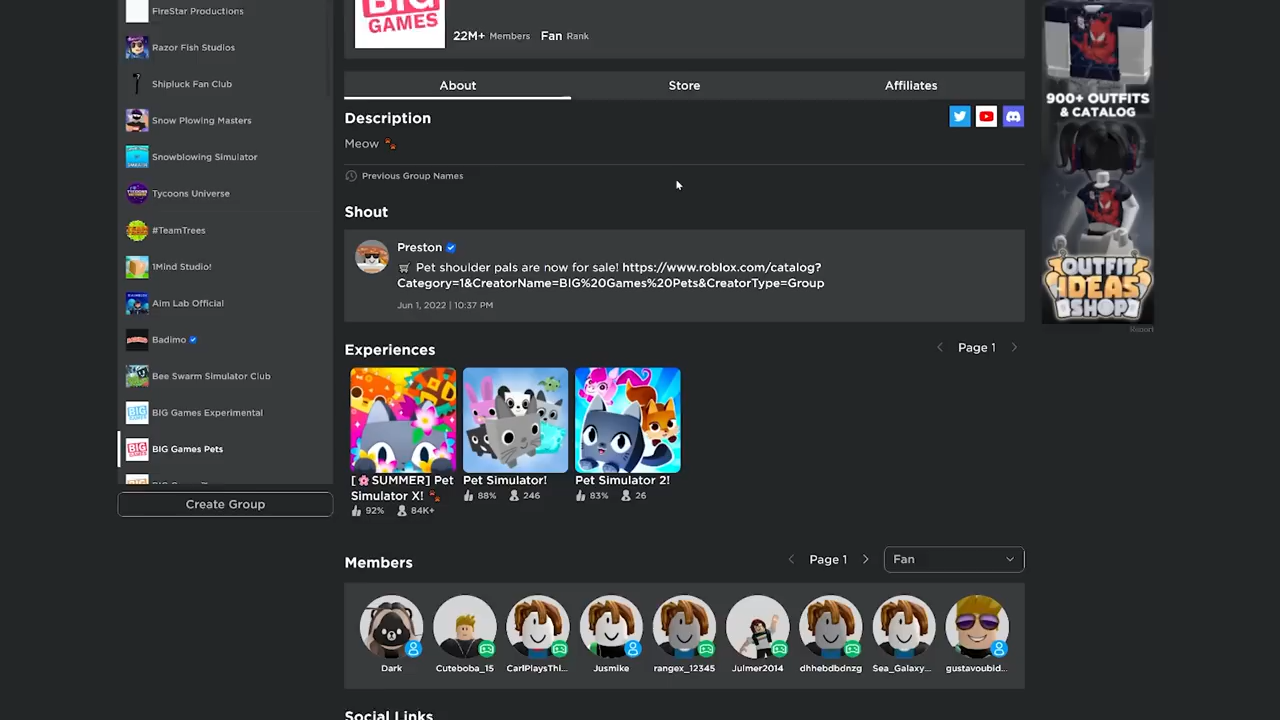 FireStar Productions
Razor Fish Studios
Shipluck Fan Club
Snow Plowing Masters
Snowblowing Simulator
Tycoons Universe
#TeamTrees
1Mind Studio!
Aim Lab Official
Badimo
Bee Swarm Simulator Club
BIG Games Experimental
BIG Games Pets
Create Group
BIG
GAMES
22M+ Members Fan Rank
About Store Affiliates
Description
Meow 🐾
Previous Group Names
Shout
Preston
🛒 Pet shoulder pals are now for sale! https://www.roblox.com/catalog?
Category=1&CreatorName=BIG%20Games%20Pets&CreatorType=Group
Jun 1, 2022 | 10:37 PM
Experiences
Page 1
[🌺SUMMER] Pet
Simulator X! 🐾
92% 84K+
Pet Simulator!
88% 246
Pet Simulator 2!
83% 26
Members
Page 1
Fan
Dark
Cuteboba_15
CarlPlaysThi...
Jusmike
rangex_12345
Julmer2014
dhhebdbdnzg
Sea_Galaxy...
gustavoubld...
Social Links
900+ OUTFITS
& CATALOG
OUTFIT
IDEAS
SHOP
Report